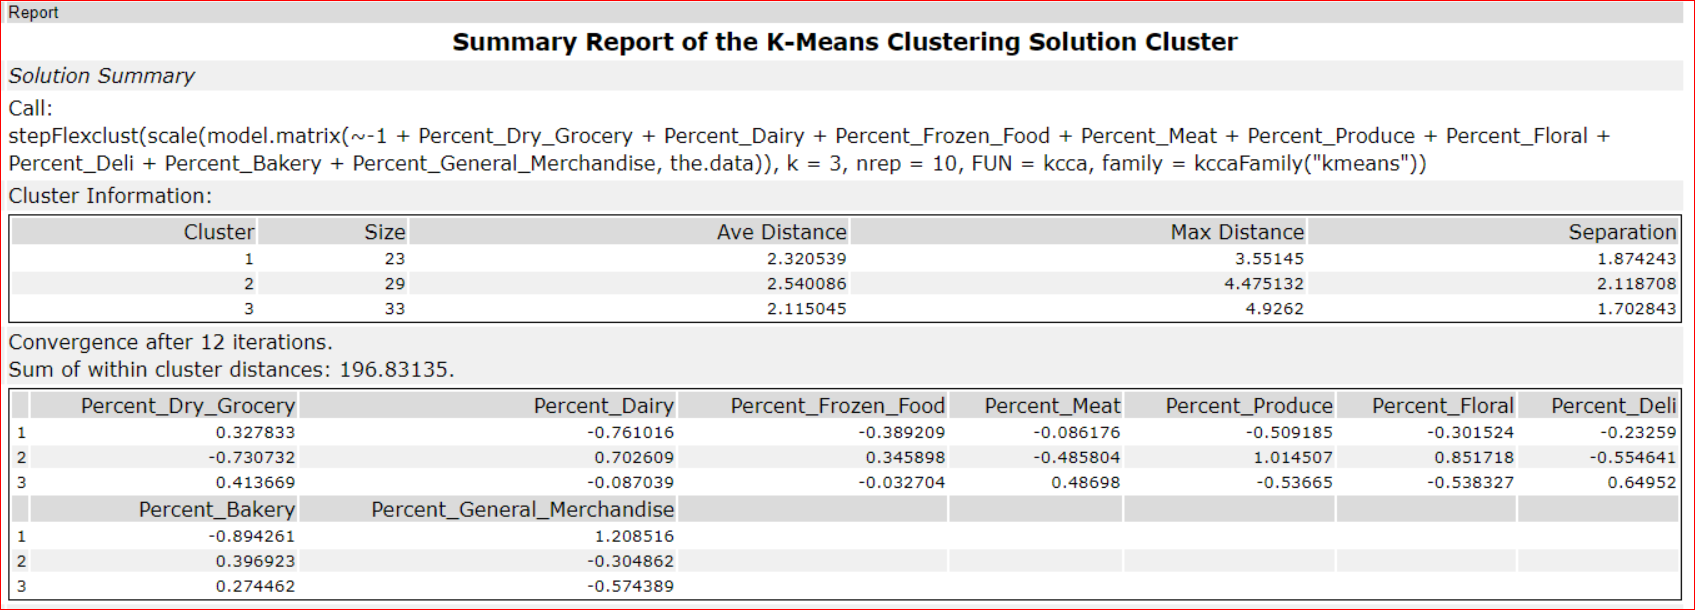 Report
Summary Report of the K-Means Clustering Solution Cluster
Solution Summary
Call:
stepFlexclust(scale(model.matrix(~-1 + Percent_Dry_Grocery + Percent_Dairy + Percent_Frozen_Food + Percent_Meat + Percent_Produce + Percent_Floral +
Percent_Deli + Percent_Bakery + Percent_General_Merchandise, the.data)), k = 3, nrep = 10, FUN = kcca, family = kccaFamily("kmeans"))
Cluster Information:
Cluster Size Ave Distance Max Distance Separation
1 23 2.320539 3.55145 1.874243
2 29 2.540086 4.475132 2.118708
3 33 2.115045 4.9262 1.702843
Convergence after 12 iterations.
Sum of within cluster distances: 196.83135.
Percent_Dry_Grocery Percent_Dairy Percent_Frozen_Food Percent_Meat Percent_Produce Percent_Floral Percent_Deli
1 0.327833 -0.761016 -0.389209 -0.086176 -0.509185 -0.301524 -0.23259
2 -0.730732 0.702609 0.345898 -0.485804 1.014507 0.851718 -0.554641
3 0.413669 -0.087039 -0.032704 0.48698 -0.53665 -0.538327 0.64952
Percent_Bakery Percent_General_Merchandise
1 -0.894261 1.208516
2 0.396923 -0.304862
3 0.274462 -0.574389